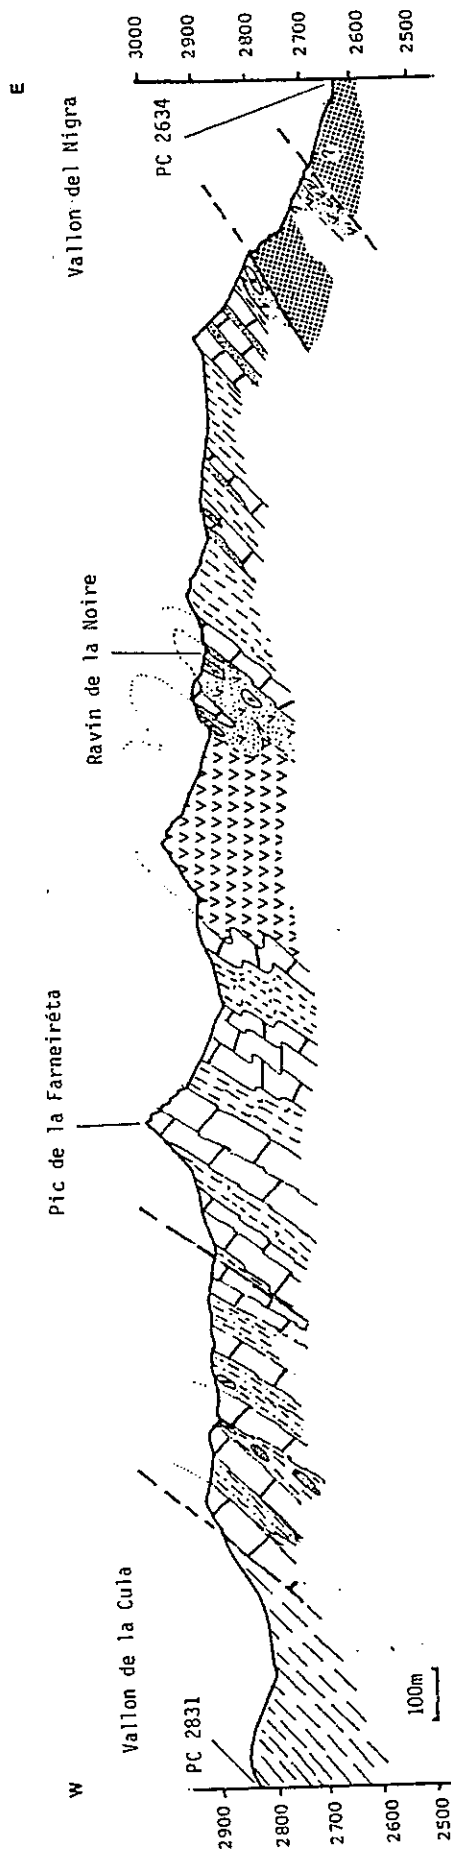 W
E
Vallon de la Cula
Pic de la Farneiréta
Ravin de la Noire
Vallon del Nigra
PC 2831
PC 2634
2900
2800
2700
2600
2500
3000
2900
2800
2700
2600
2500
100m
?